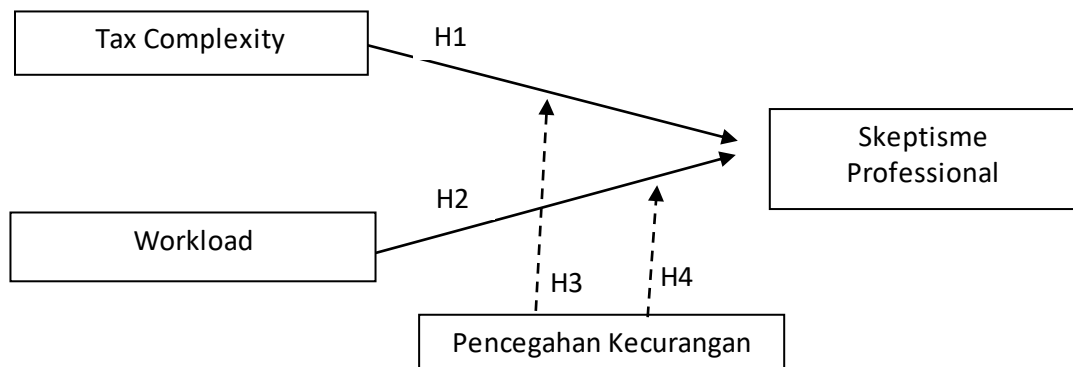 Tax Complexity
H1
Skeptisme
Professional
H2
Workload
H3
H4
Pencegahan Kecurangan